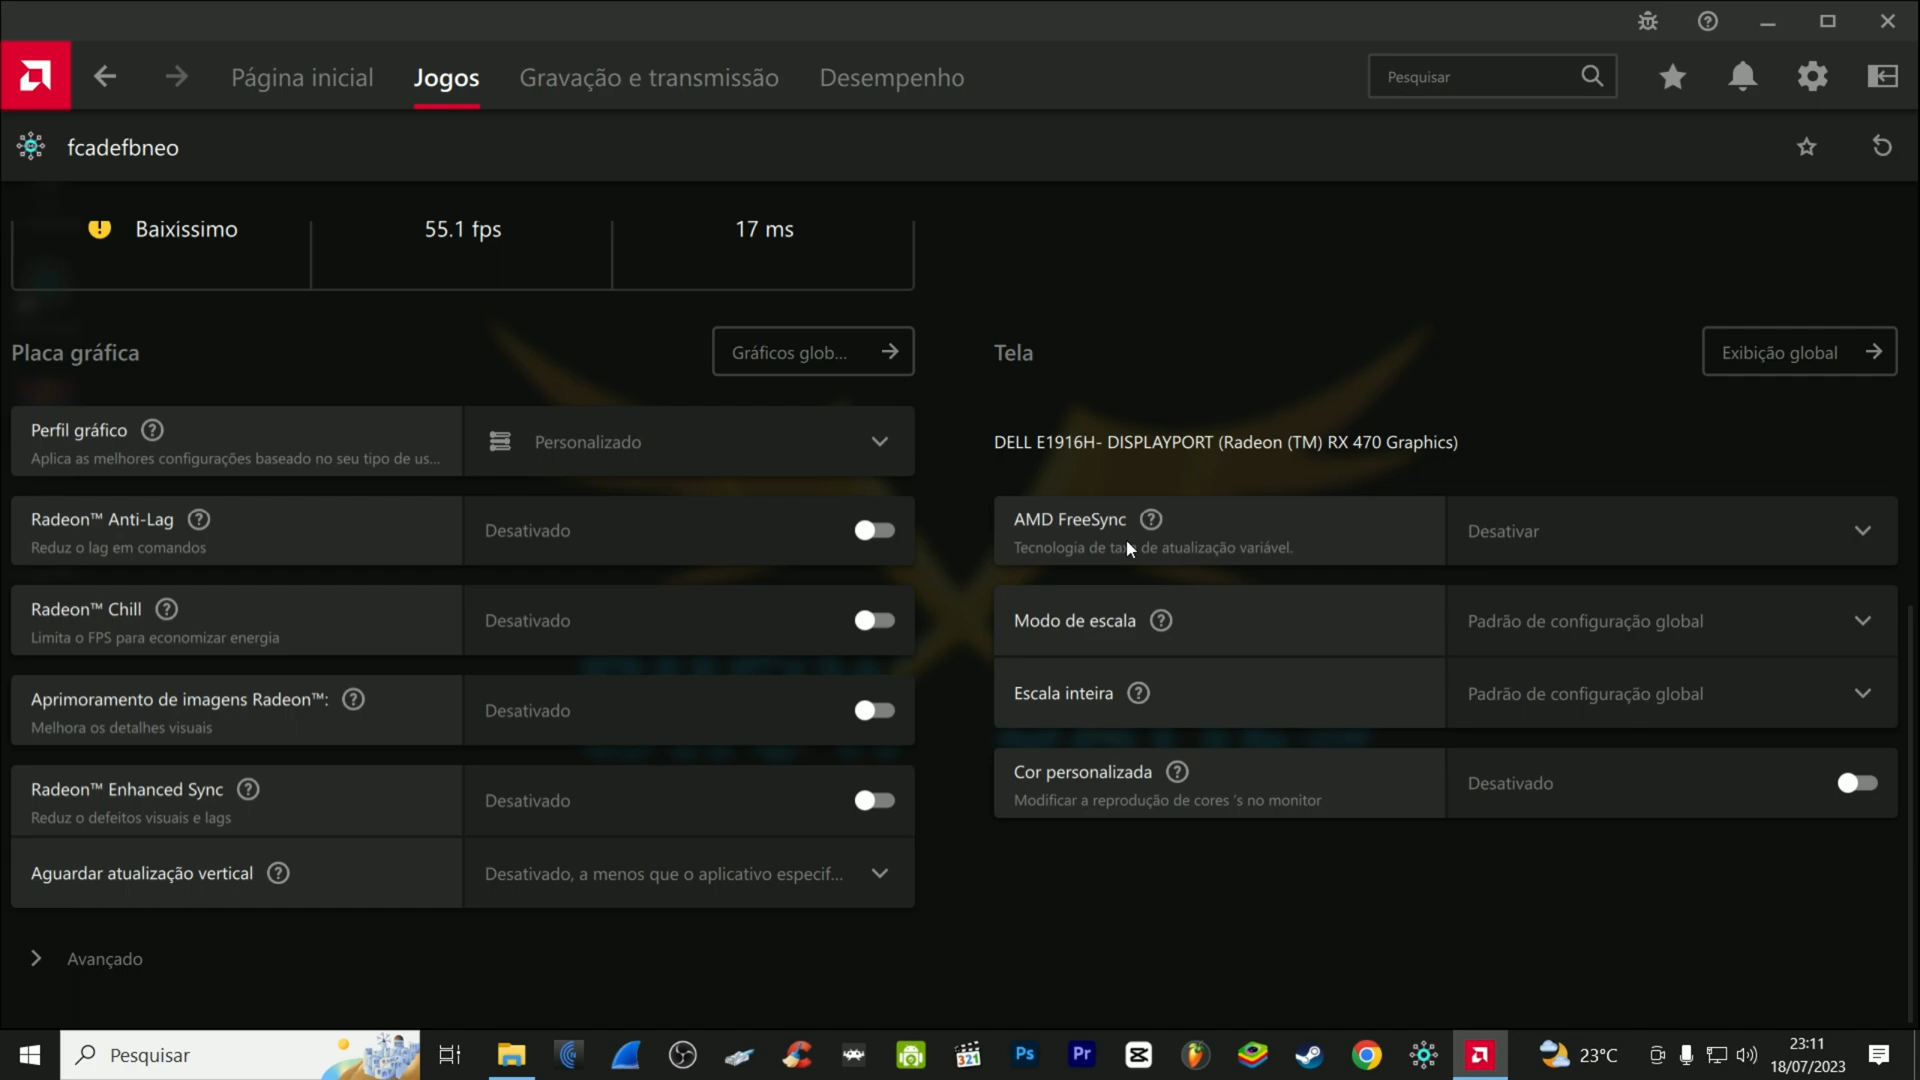 Página inicial
Jogos
Gravação e transmissão
Desempenho
Pesquisar
fcadefbneo
Baixíssimo
55.1 fps
17 ms
Placa gráfica
Gráficos glob...
Perfil gráfico
Aplica as melhores configurações baseado no seu tipo de us...
Personalizado
Radeon™ Anti-Lag
Reduz o lag em comandos
Desativado
Radeon™ Chill
Limita o FPS para economizar energia
Desativado
Aprimoramento de imagens Radeon™:
Melhora os detalhes visuais
Desativado
Radeon™ Enhanced Sync
Reduz o defeitos visuais e lags
Desativado
Aguardar atualização vertical
Desativado, a menos que o aplicativo especif...
Avançado
Tela
Exibição global
DELL E1916H- DISPLAYPORT (Radeon (TM) RX 470 Graphics)
AMD FreeSync
Tecnologia de taxa de atualização variável.
Desativar
Modo de escala
Padrão de configuração global
Escala inteira
Padrão de configuração global
Cor personalizada
Modificar a reprodução de cores 's no monitor
Desativado
Pesquisar
321
Ps
Pr
23°C
23:11
18/07/2023